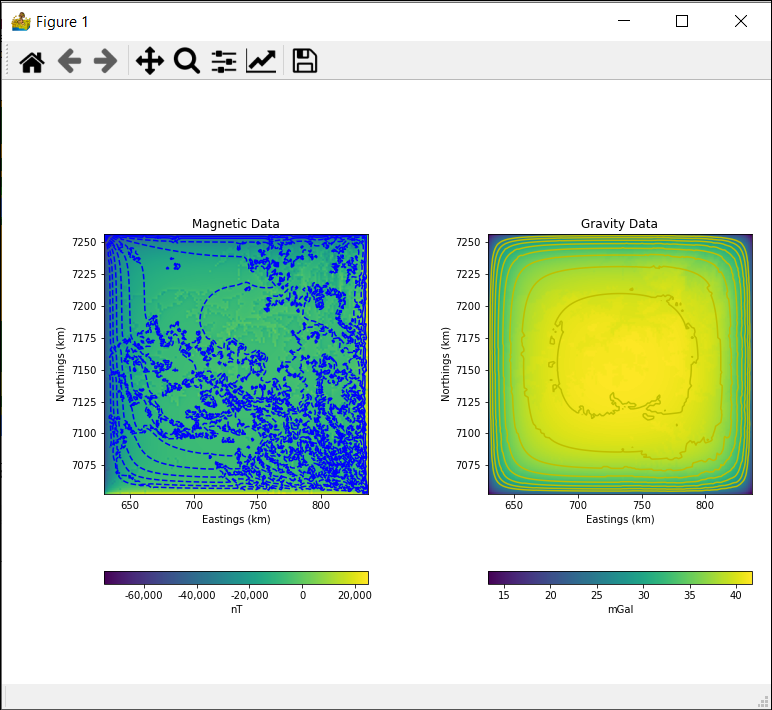 Figure 1
Magnetic Data
7250
7225
7200
7175
7150
7125
7100
7075
Northings (km)
650 700 750 800
Eastings (km)
-60,000 -40,000 -20,000 0 20,000
nT
Gravity Data
7250
7225
7200
7175
7150
7125
7100
7075
Northings (km)
650 700 750 800
Eastings (km)
15 20 25 30 35 40
mGal